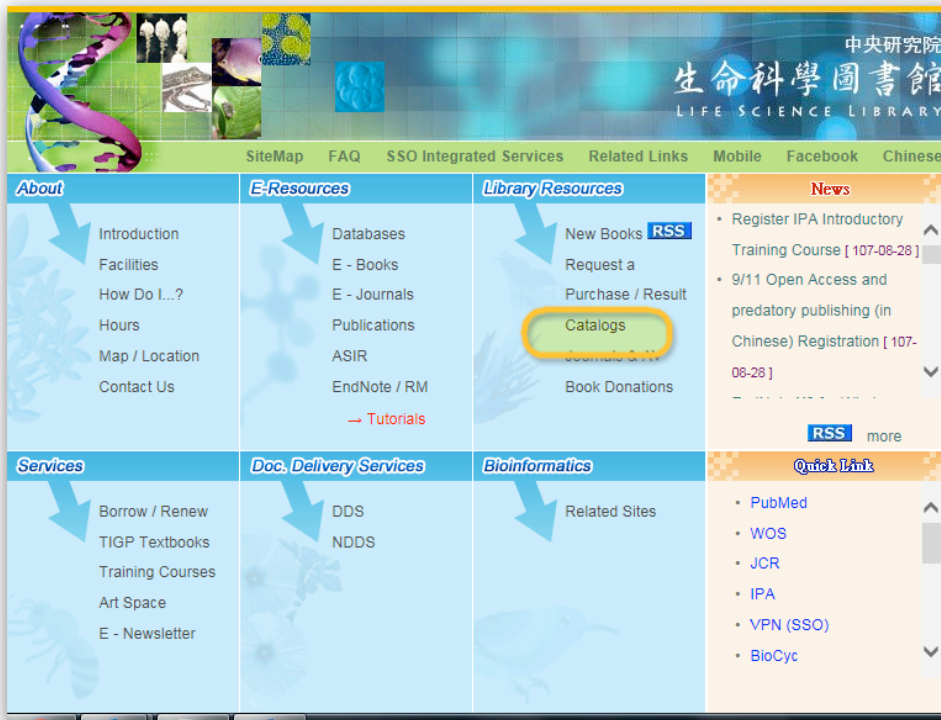 中央研究院
生命科學圖書館
LIFE SCIENCE LIBRARY
SiteMap FAQ SSO Integrated Services Related Links Mobile Facebook Chinese
About
Introduction
Facilities
How Do I...?
Hours
Map / Location
Contact Us
E-Resources
Databases
E - Books
E - Journals
Publications
ASIR
EndNote / RM
→ Tutorials
Library Resources
New Books RSS
Request a
Purchase / Result
Catalogs
Journals & AV
Book Donations
News
• Register IPA Introductory
Training Course [ 107-08-28 ]
• 9/11 Open Access and
predatory publishing (in
Chinese) Registration [ 107-
08-28 ]
RSS more
Services
Borrow / Renew
TIGP Textbooks
Training Courses
Art Space
E - Newsletter
Doc. Delivery Services
DDS
NDDS
Bioinformatics
Related Sites
Quick Link
• PubMed
• WOS
• JCR
• IPA
• VPN (SSO)
• BioCyc